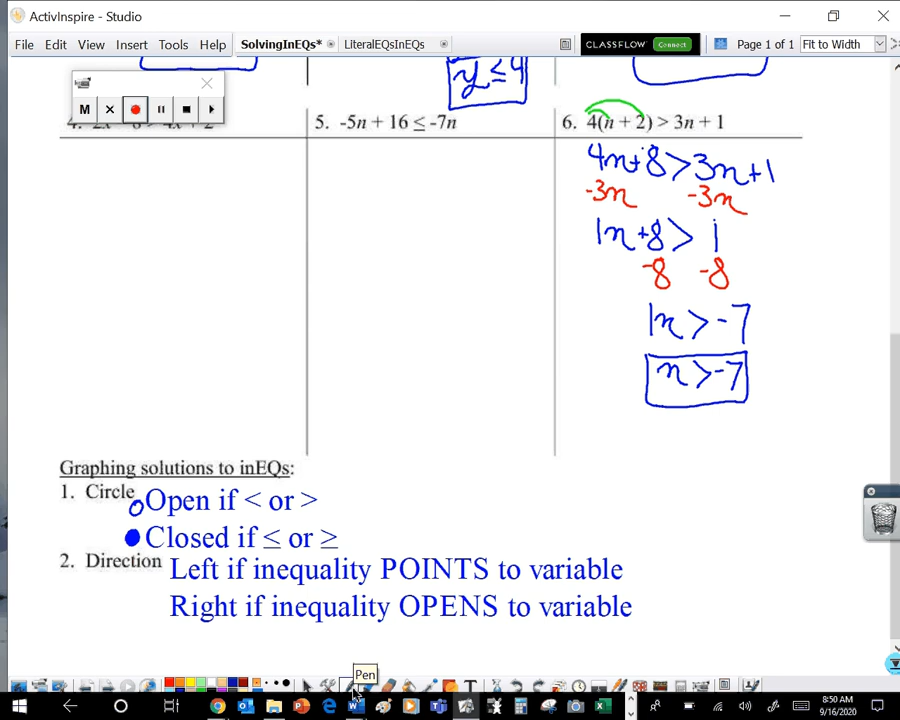 ActivInspire - Studio
File Edit View Insert Tools Help SolvingInEQs* LiteralEQsInEQs CLASSFLOW Connect Page 1 of 1 Fit to Width
y ≤ 4
M
5. -5n + 16 ≤ -7n
6. 4(n + 2) > 3n + 1
4n+8 > 3n+1
-3n -3n
1n+8 > 1
-8 -8
1n > -7
n > -7
Graphing solutions to inEQs:
1. Circle
Open if < or >
Closed if ≤ or ≥
2. Direction
Left if inequality POINTS to variable
Right if inequality OPENS to variable
Pen
8:50 AM
9/16/2020